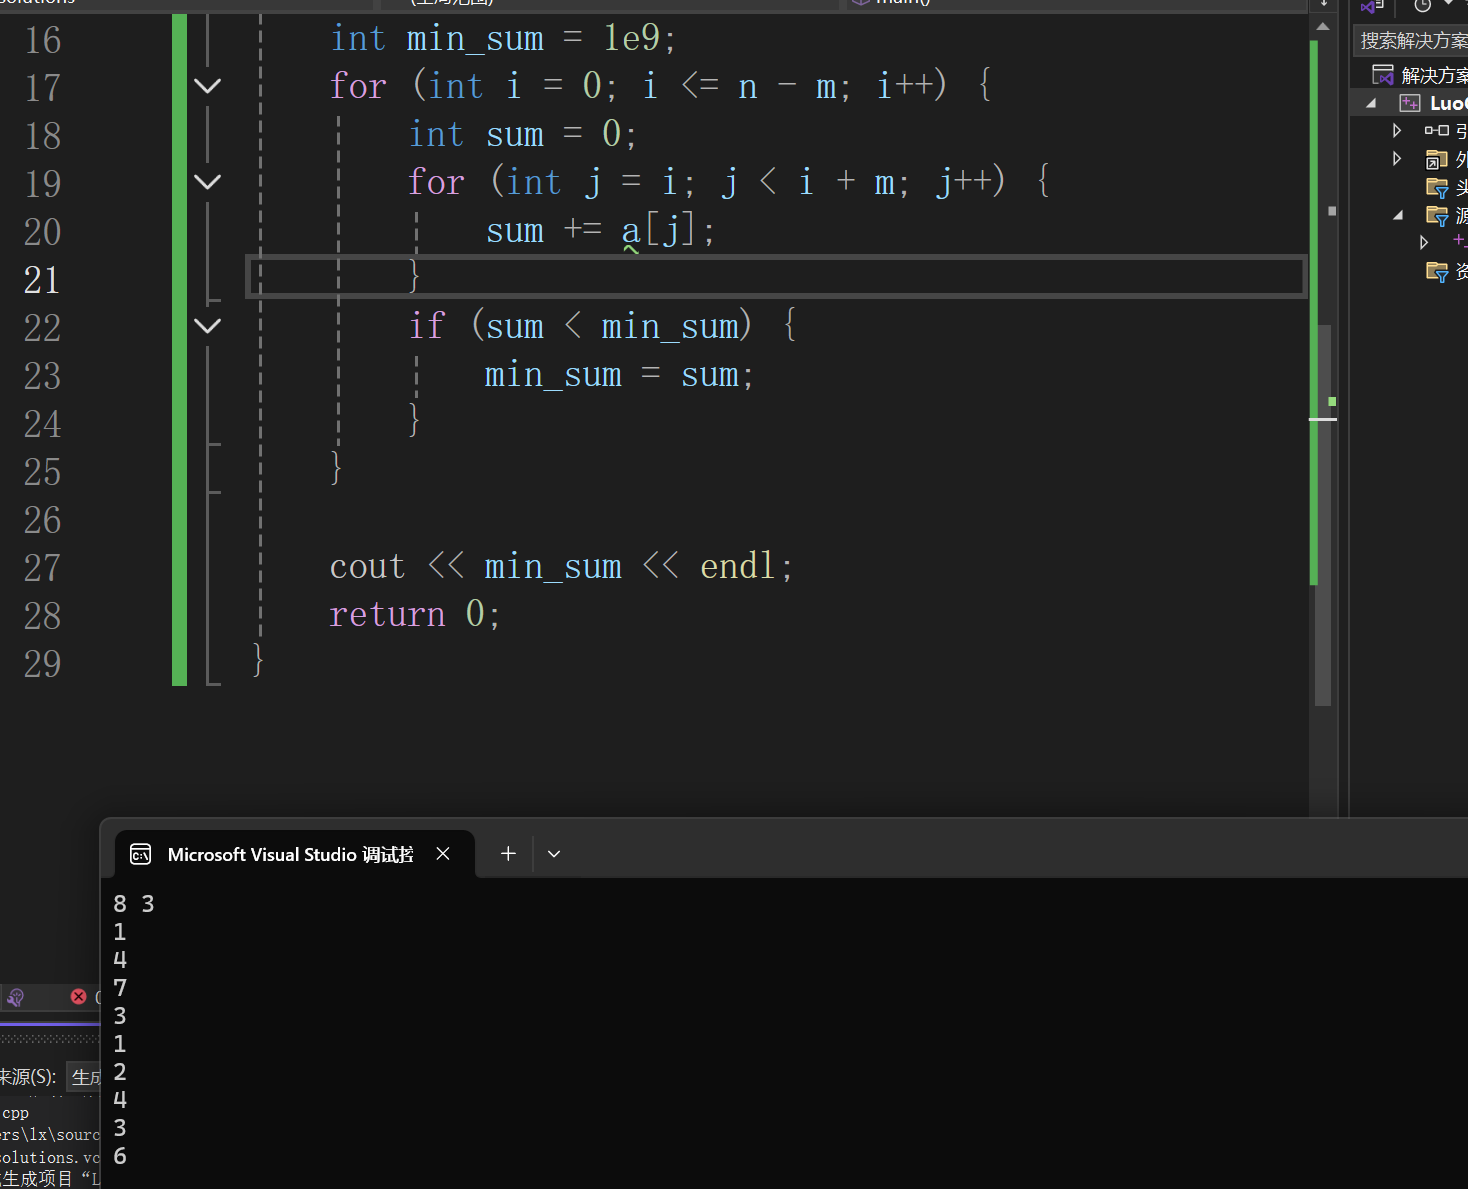 main()
16 int min_sum = 1e9;
17 for (int i = 0; i <= n - m; i++) {
18 int sum = 0;
19 for (int j = i; j < i + m; j++) {
20 sum += a[j];
21 }
22 if (sum < min_sum) {
23 min_sum = sum;
24 }
25 }
26
27 cout << min_sum << endl;
28 return 0;
29 }
搜索解决方案
解决方案
Luo
引
外
头
源
资
Microsoft Visual Studio 调试控
8 3
1
4
7
3
1
2
4
3
6
来源(S): 生成
cpp
ers\lx\sourc
solutions.vc
生成项目 “L